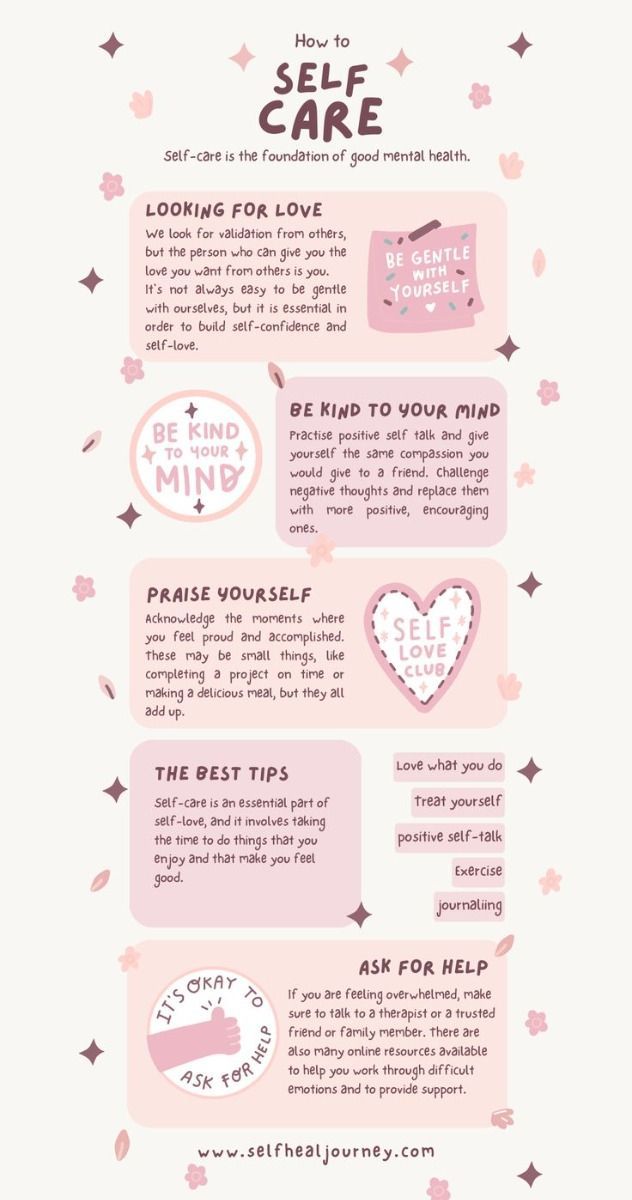 How to
SELF
CARE
Self-care is the foundation of good mental health.
LOOKING FOR LOVE
We look for validation from others,
but the person who can give you the
love you want from others is you.
It's not always easy to be gentle
with ourselves, but it is essential in
order to build self-confidence and
self-love.
BE GENTLE
WITH
YOURSELF
BE KIND
TO YOUR
MIND
BE KIND TO YOUR MIND
Practise positive self talk and give
yourself the same compassion you
would give to a friend. Challenge
negative thoughts and replace them
with more positive, encouraging
ones.
PRAISE YOURSELF
Acknowledge the moments where
you feel proud and accomplished.
These may be small things, like
completing a project on time or
making a delicious meal, but they all
add up.
SELF
LOVE
CLUB
THE BEST TIPS
Self-care is an essential part of
self-love, and it involves taking
the time to do things that you
enjoy and that make you feel
good.
Love what you do
Treat yourself
positive self-talk
Exercise
journaliing
IT'S OKAY TO
ASK FOR HELP
ASK FOR HELP
If you are feeling overwhelmed, make
sure to talk to a therapist or a trusted
friend or family member. There are
also many online resources available
to help you work through difficult
emotions and to provide support.
www.selfhealjourney.com